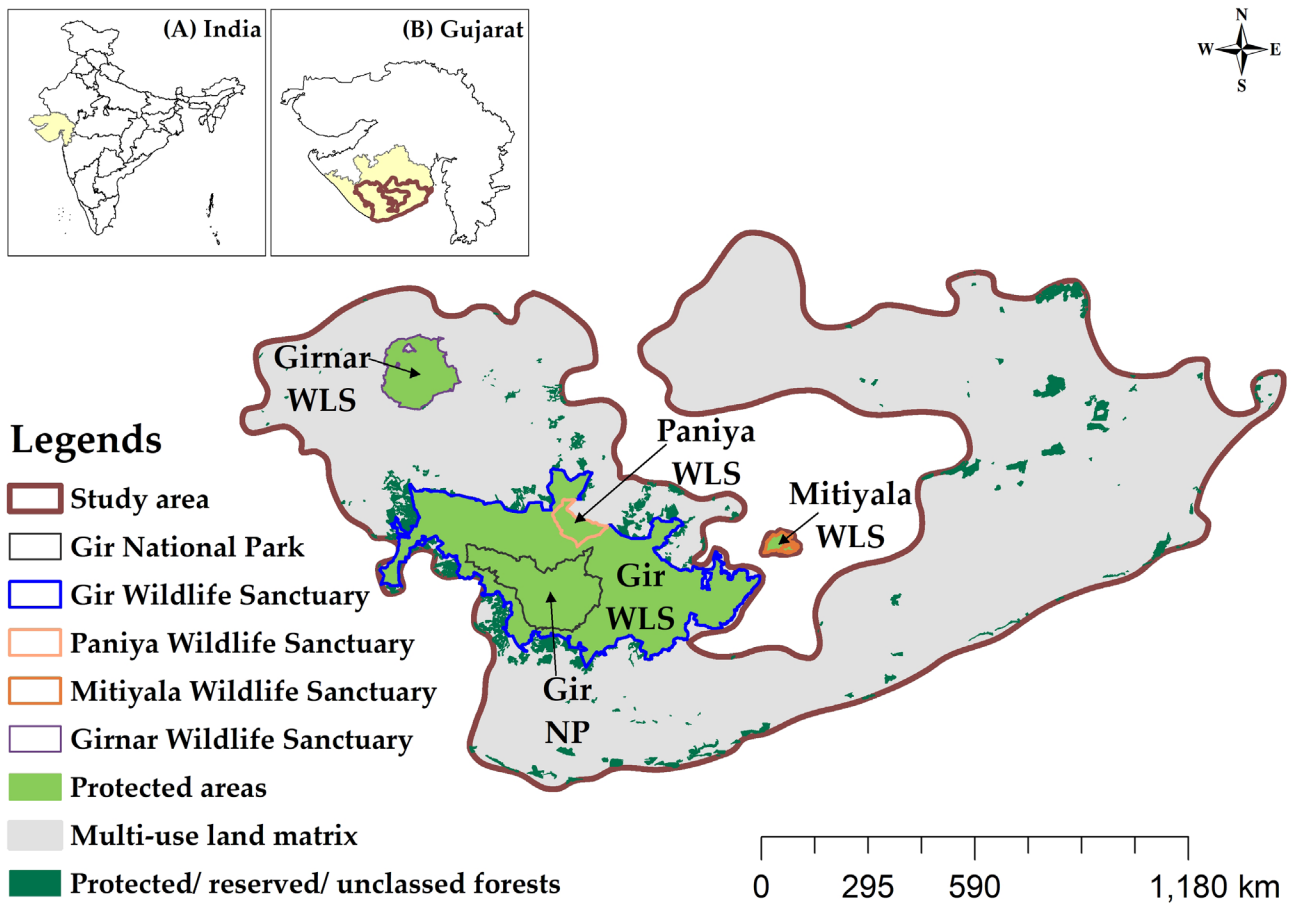 (A) India
(B) Gujarat
N
W E
S
Girnar
WLS
Paniya
WLS
Mitiyala
WLS
Gir
WLS
Gir
NP
Legends
Study area
Gir National Park
Gir Wildlife Sanctuary
Paniya Wildlife Sanctuary
Mitiyala Wildlife Sanctuary
Girnar Wildlife Sanctuary
Protected areas
Multi-use land matrix
Protected/ reserved/ unclassed forests
0 295 590 1,180 km